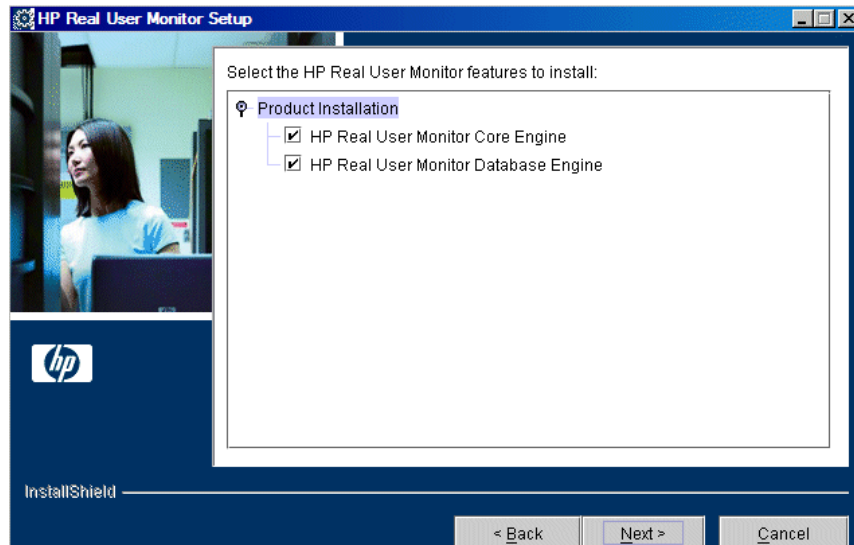 HP Real User Monitor Setup
Select the HP Real User Monitor features to install:
Product Installation
HP Real User Monitor Core Engine
HP Real User Monitor Database Engine
hp
InstallShield
< Back
Next >
Cancel